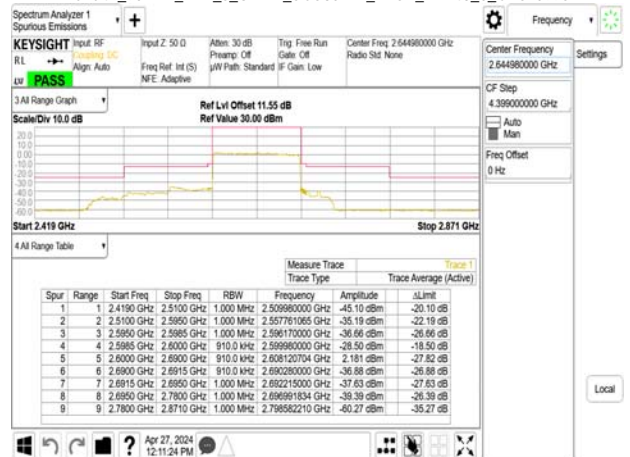 Spectrum Analyzer 1
Spurious Emissions
Frequency
KEYSIGHT Input: RF Input Z: 50 Ω Atten: 30 dB Trig: Free Run Center Freq: 2.644980000 GHz
RL Coupling: DC Preamp: Off Gate: Off Radio Std: None
Align: Auto Freq Ref: Int (S) µW Path: Standard IF Gain: Low
PASS NFE: Adaptive
Center Frequency
2.644980000 GHz
Settings
CF Step
4.399000000 GHz
Auto
Man
Freq Offset
0 Hz
3 All Range Graph
Ref Lvl Offset 11.55 dB
Scale/Div 10.0 dB Ref Value 30.00 dBm
20.0
10.0
0.00
-10.0
-20.0
-30.0
-40.0
-50.0
-60.0
Start 2.419 GHz Stop 2.871 GHz
4 All Range Table
Measure Trace Trace 1
Trace Type Trace Average (Active)
Spur Range Start Freq Stop Freq RBW Frequency Amplitude ΔLimit
1 1 2.4190 GHz 2.5100 GHz 1.000 MHz 2.509980000 GHz -45.10 dBm -20.10 dB
2 2 2.5100 GHz 2.5950 GHz 1.000 MHz 2.557761065 GHz -35.19 dBm -22.19 dB
3 3 2.5950 GHz 2.5985 GHz 1.000 MHz 2.596170000 GHz -36.66 dBm -26.66 dB
4 4 2.5985 GHz 2.6000 GHz 910.0 kHz 2.599980000 GHz -28.50 dBm -18.50 dB
5 5 2.6000 GHz 2.6900 GHz 910.0 kHz 2.608120704 GHz 2.181 dBm -27.82 dB
6 6 2.6900 GHz 2.6915 GHz 910.0 kHz 2.690280000 GHz -36.88 dBm -26.88 dB
7 7 2.6915 GHz 2.6950 GHz 1.000 MHz 2.692215000 GHz -37.63 dBm -27.63 dB
8 8 2.6950 GHz 2.7800 GHz 1.000 MHz 2.696991834 GHz -39.39 dBm -26.39 dB
9 9 2.7800 GHz 2.8710 GHz 1.000 MHz 2.798582210 GHz -60.27 dBm -35.27 dB
Local
Apr 27, 2024
12:11:24 PM